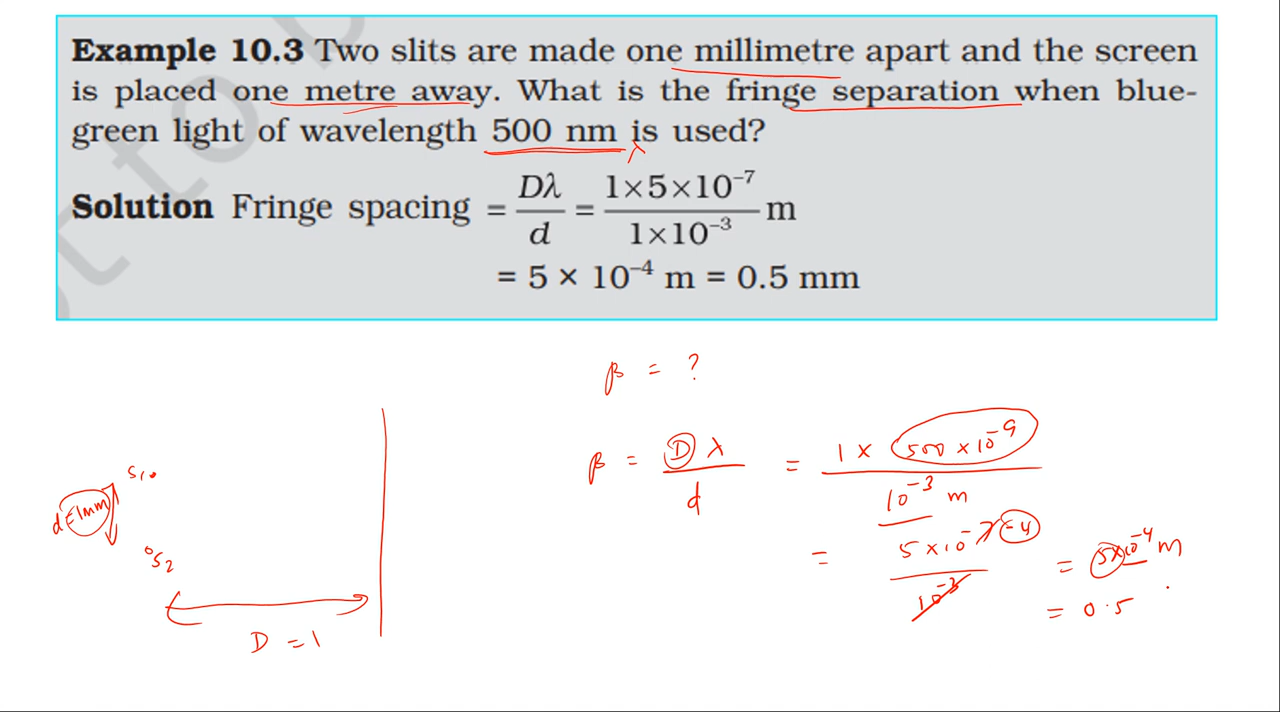 Example 10.3 Two slits are made one millimetre apart and the screen
is placed one metre away. What is the fringe separation when blue-
green light of wavelength 500 nm is used?
λ
Solution Fringe spacing = Dλ/d = 1×5×10⁻⁷/1×10⁻³ m
= 5 × 10⁻⁴ m = 0.5 mm
β = ?
β = Dλ/d = 1 × 500 × 10⁻⁹/10⁻³ m
= 5 × 10⁻⁷ ⁻⁴/10⁻³ = 5×10⁻⁴ m
= 0.5
S₁
d=1mm
S₂
D = 1